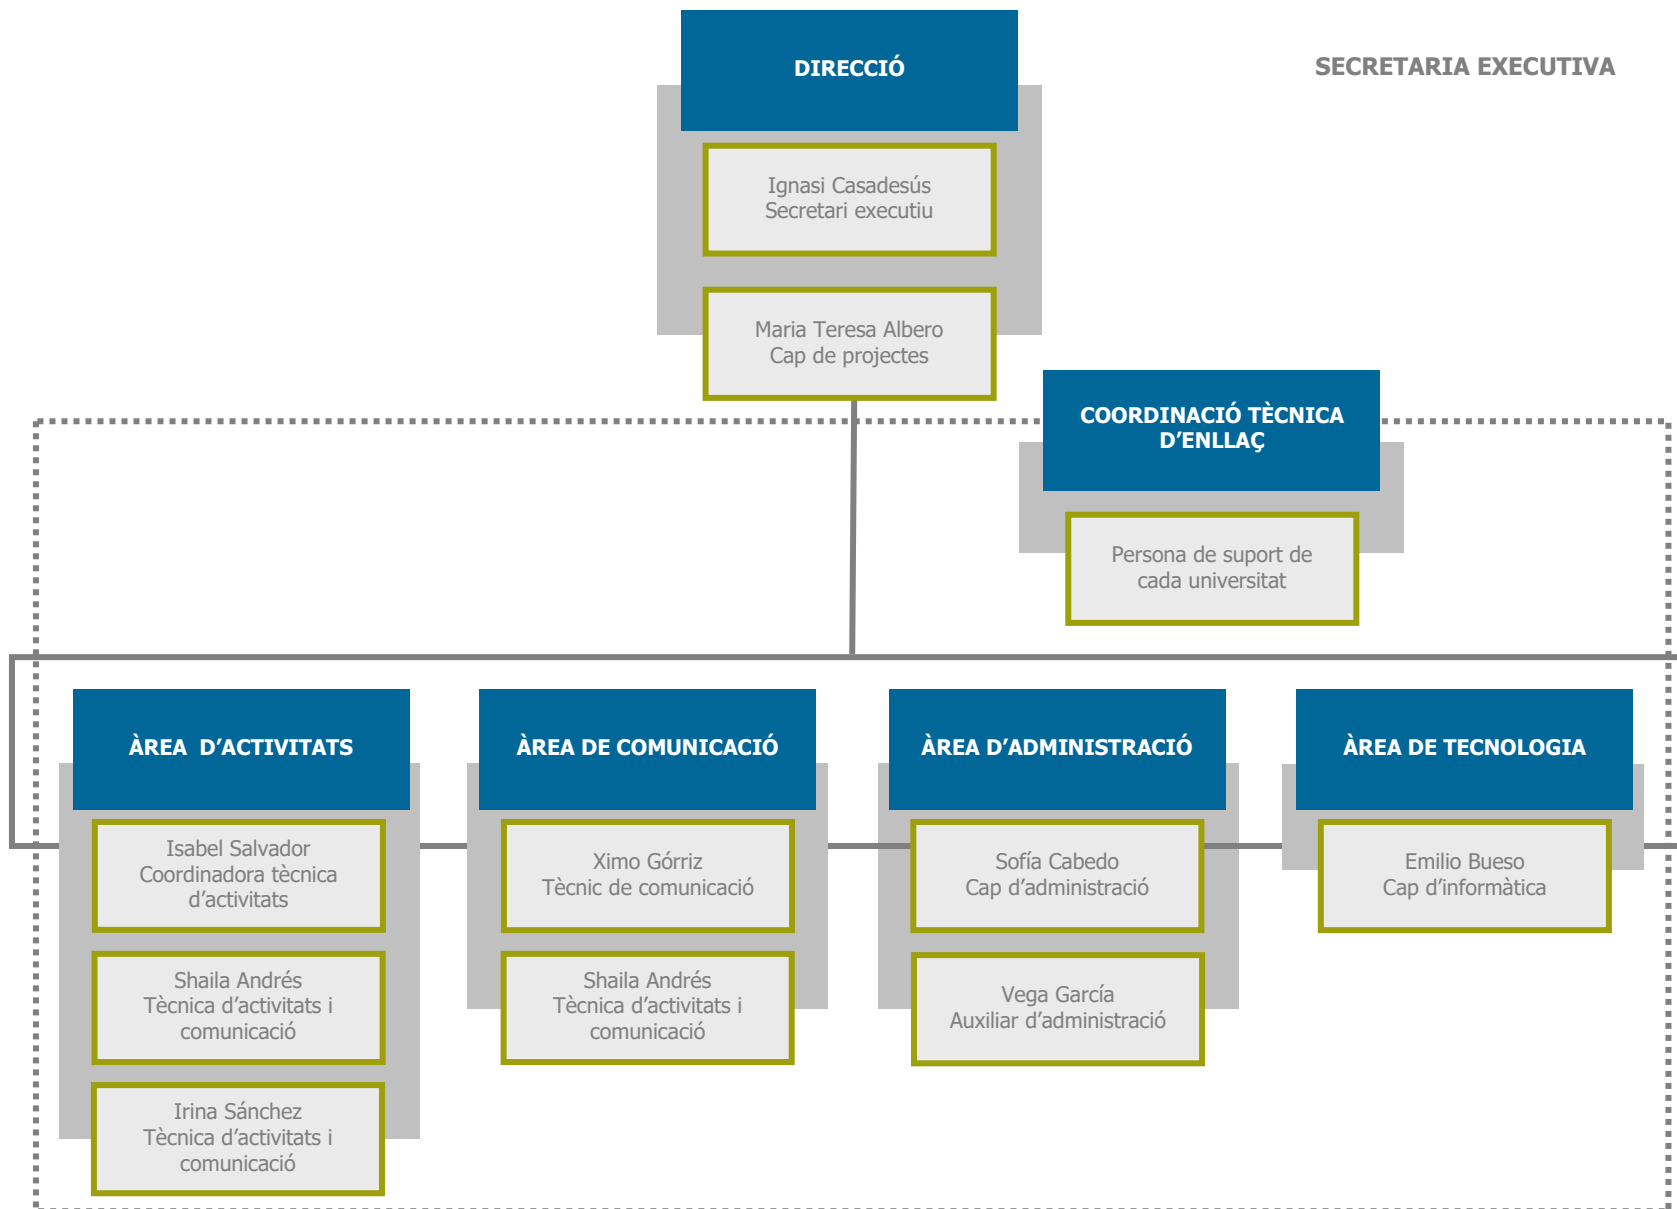 SECRETARIA EXECUTIVA
DIRECCIÓ
Ignasi Casadesús
Secretari executiu
Maria Teresa Albero
Cap de projectes
COORDINACIÓ TÈCNICA
D’ENLLAÇ
Persona de suport de
cada universitat
ÀREA D’ACTIVITATS
Isabel Salvador
Coordinadora tècnica
d’activitats
Shaila Andrés
Tècnica d’activitats i
comunicació
Irina Sánchez
Tècnica d’activitats i
comunicació
ÀREA DE COMUNICACIÓ
Ximo Górriz
Tècnic de comunicació
Shaila Andrés
Tècnica d’activitats i
comunicació
ÀREA D’ADMINISTRACIÓ
Sofía Cabedo
Cap d’administració
Vega García
Auxiliar d’administració
ÀREA DE TECNOLOGIA
Emilio Bueso
Cap d’informàtica